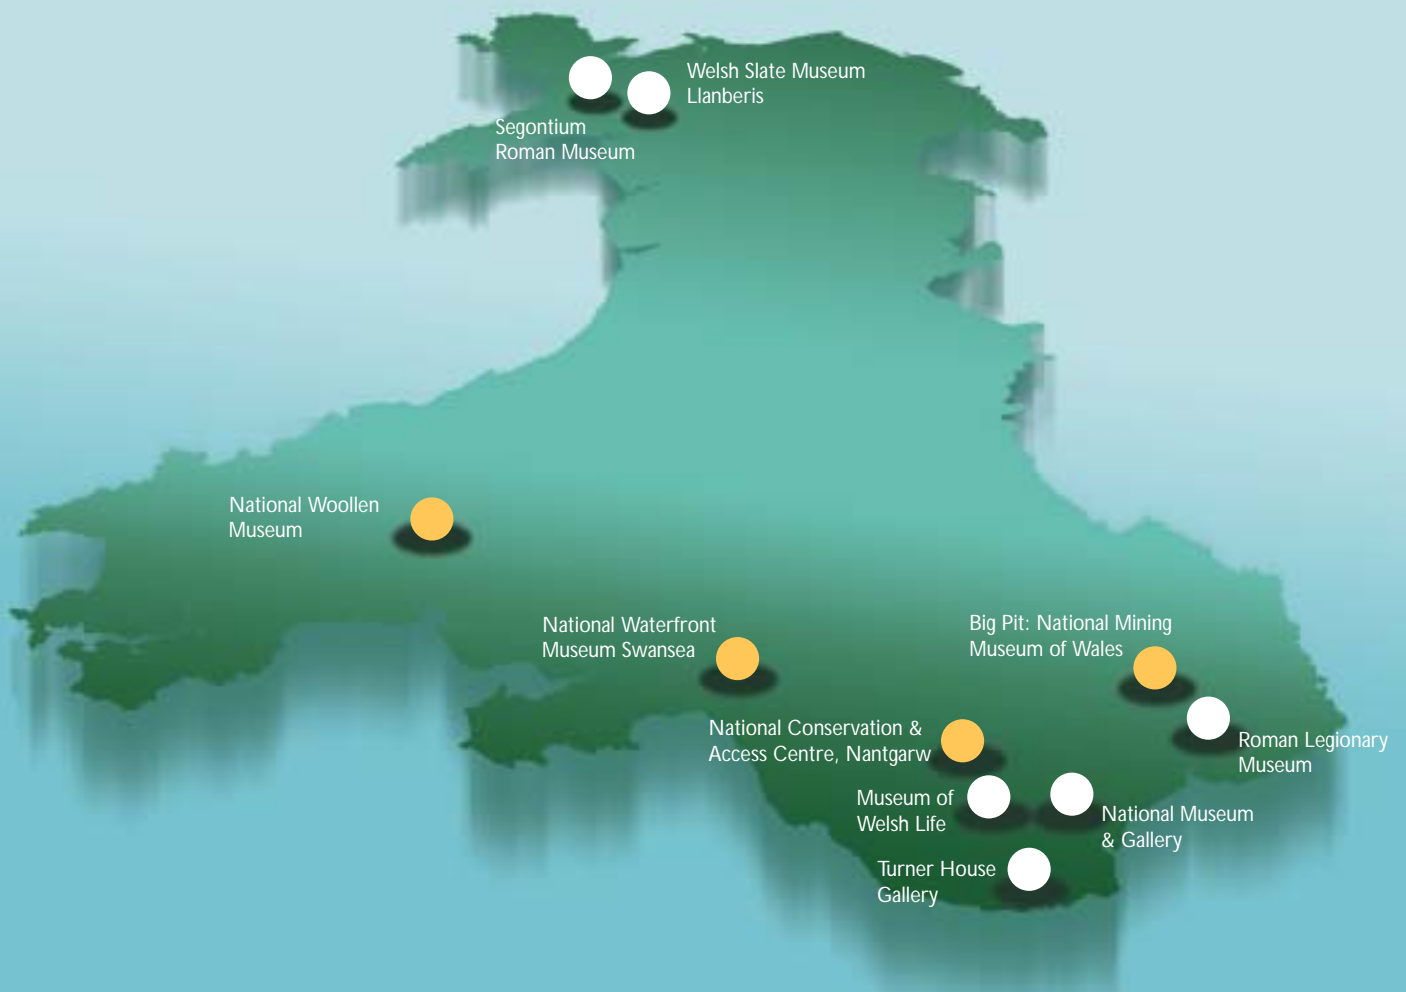 Welsh Slate Museum
Llanberis
Segontium
Roman Museum
National Woollen
Museum
National Waterfront
Museum Swansea
Big Pit: National Mining
Museum of Wales
National Conservation &
Access Centre, Nantgarw
Roman Legionary
Museum
Museum of
Welsh Life
National Museum
& Gallery
Turner House
Gallery